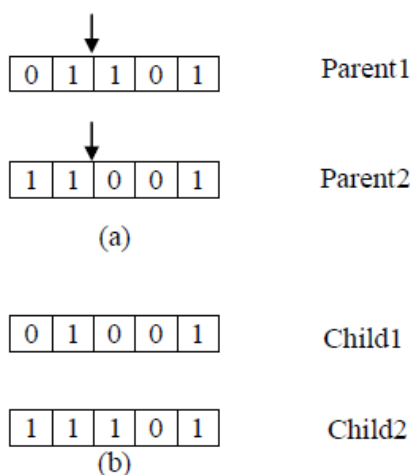 0 1 1 0 1 Parent1
1 1 0 0 1 Parent2
(a)
0 1 0 0 1 Child1
1 1 1 0 1 Child2
(b)